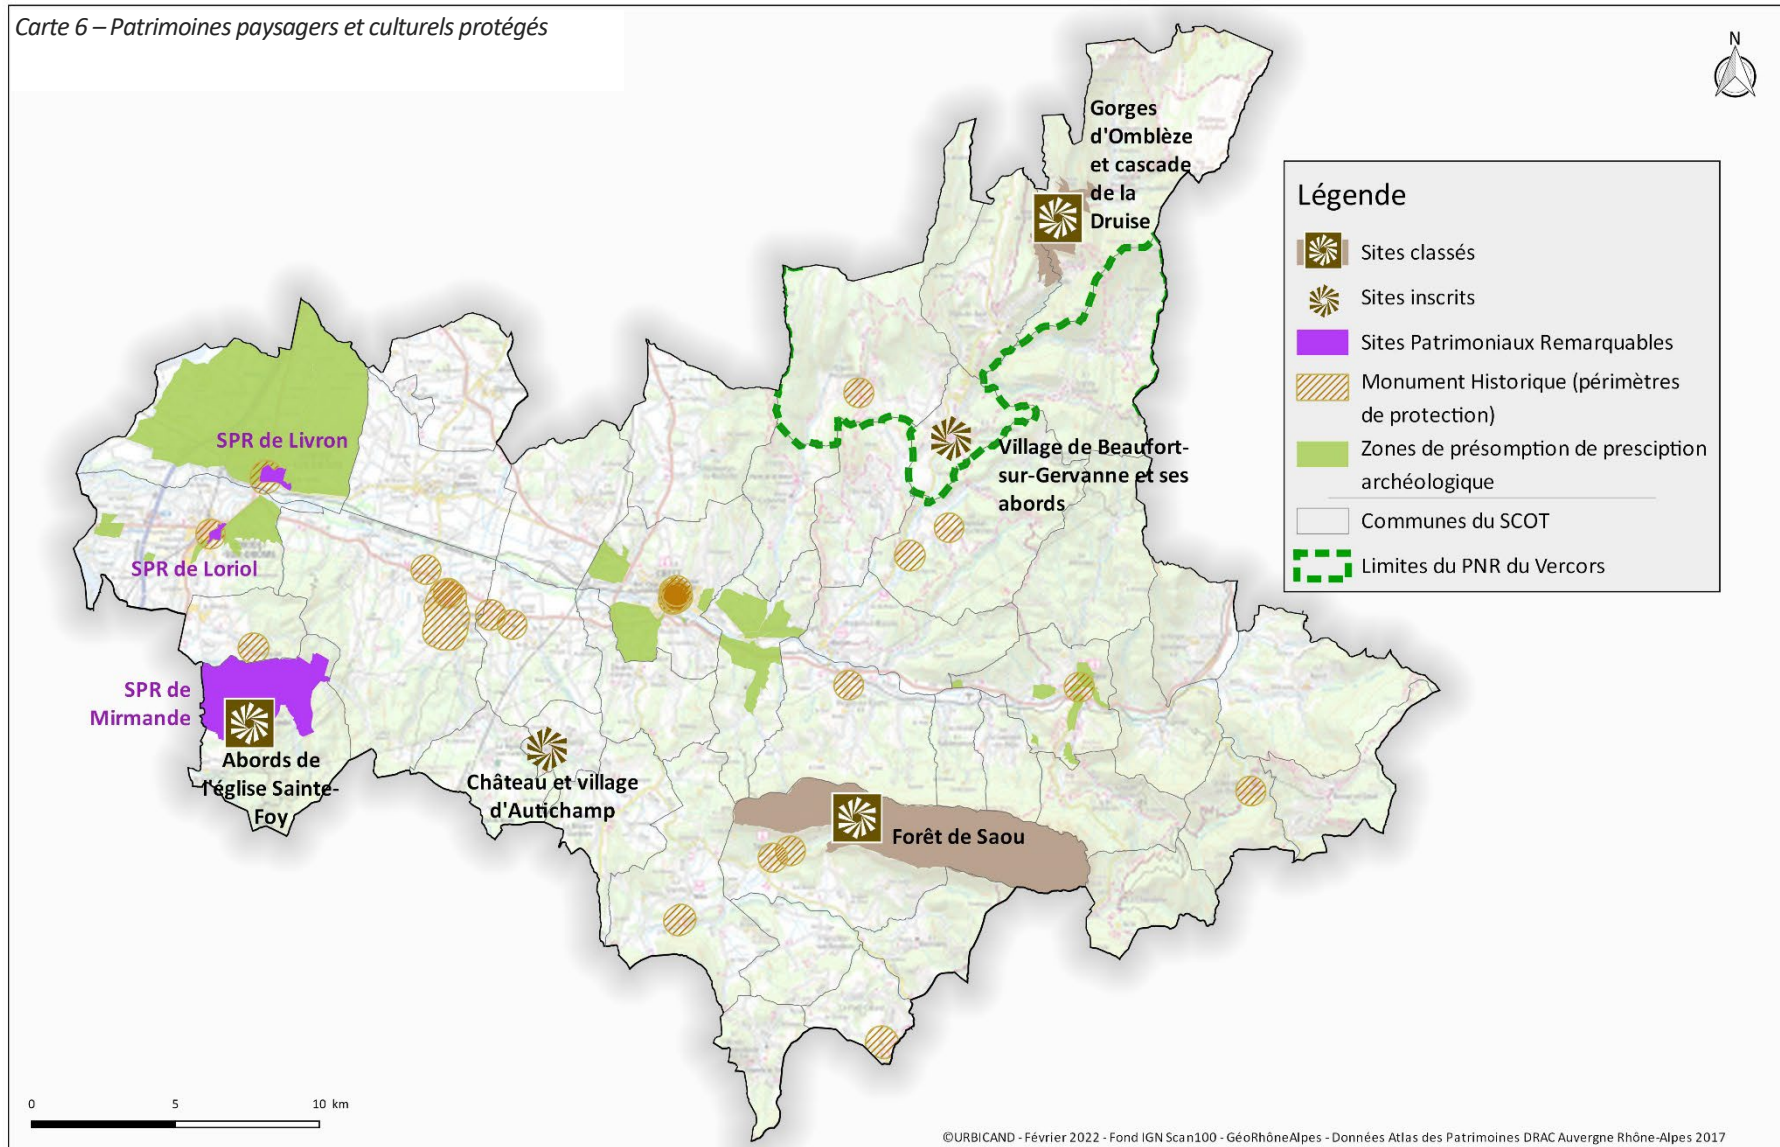 Carte 6 – Patrimoines paysagers et culturels protégés
N
Gorges
d'Omblèze
et cascade
de la
Druise
Légende
Sites classés
Sites inscrits
Sites Patrimoniaux Remarquables
Monument Historique (périmètres
de protection)
Zones de présomption de presciption
archéologique
Communes du SCOT
Limites du PNR du Vercors
SPR de Livron
Village de Beaufort-
sur-Gervanne et ses
abords
SPR de Loriol
SPR de
Mirmande
Abords de
l'église Sainte-
Foy
Château et village
d'Autichamp
Forêt de Saou
0 5 10 km
©URBICAND - Février 2022 - Fond IGN Scan100 - GéoRhôneAlpes - Données Atlas des Patrimoines DRAC Auvergne Rhône-Alpes 2017